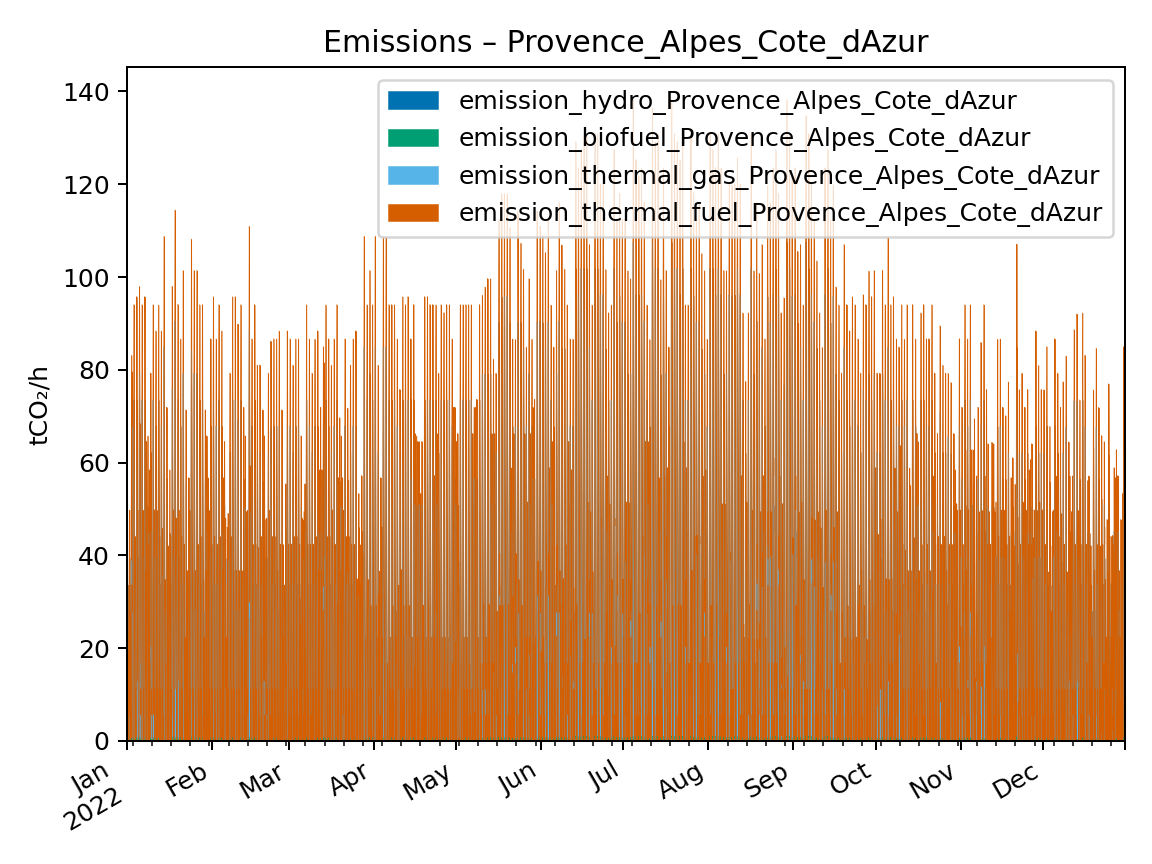 Emissions – Provence_Alpes_Cote_dAzur
emission_hydro_Provence_Alpes_Cote_dAzur
emission_biofuel_Provence_Alpes_Cote_dAzur
emission_thermal_gas_Provence_Alpes_Cote_dAzur
emission_thermal_fuel_Provence_Alpes_Cote_dAzur
tCO₂/h
140
120
100
80
60
40
20
0
Jan
2022
Feb
Mar
Apr
May
Jun
Jul
Aug
Sep
Oct
Nov
Dec